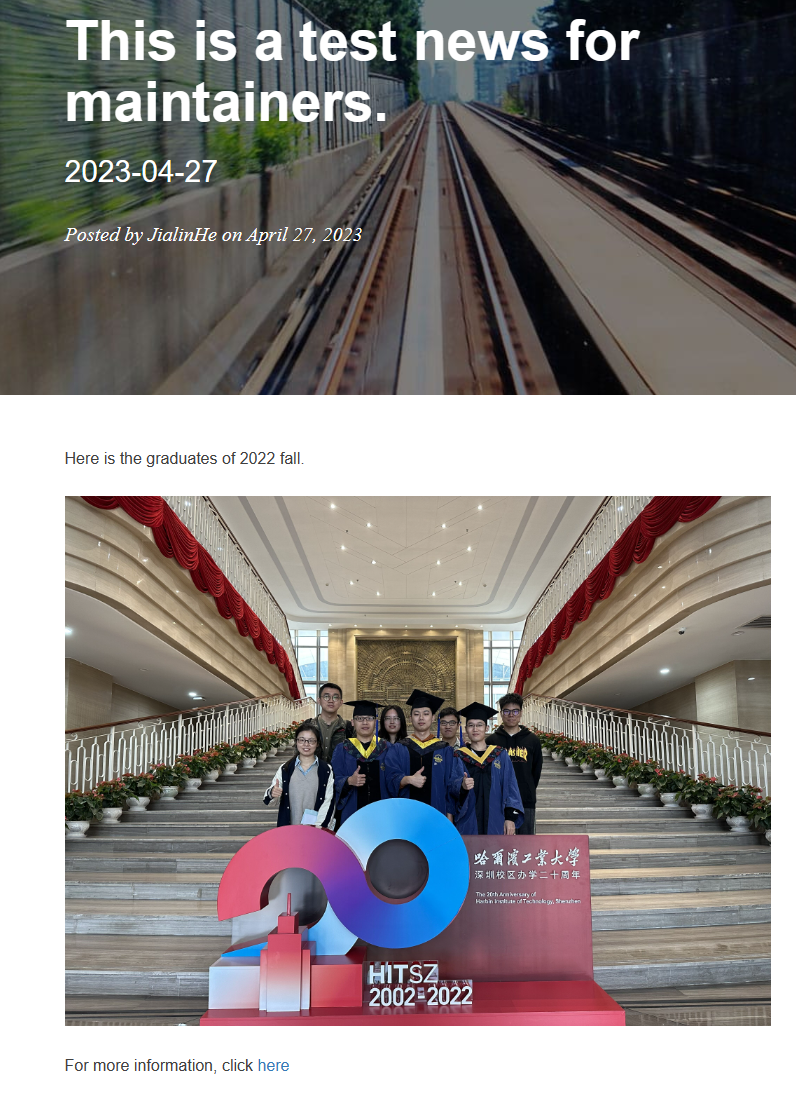 This is a test news for
maintainers.
2023-04-27
Posted by JialinHe on April 27, 2023
Here is the graduates of 2022 fall.
哈爾濱工業大學
深圳校区办学二十周年
The 20th Anniversary of
Harbin Institute of Technology, Shenzhen
HITSZ
2002-2022
For more information, click here